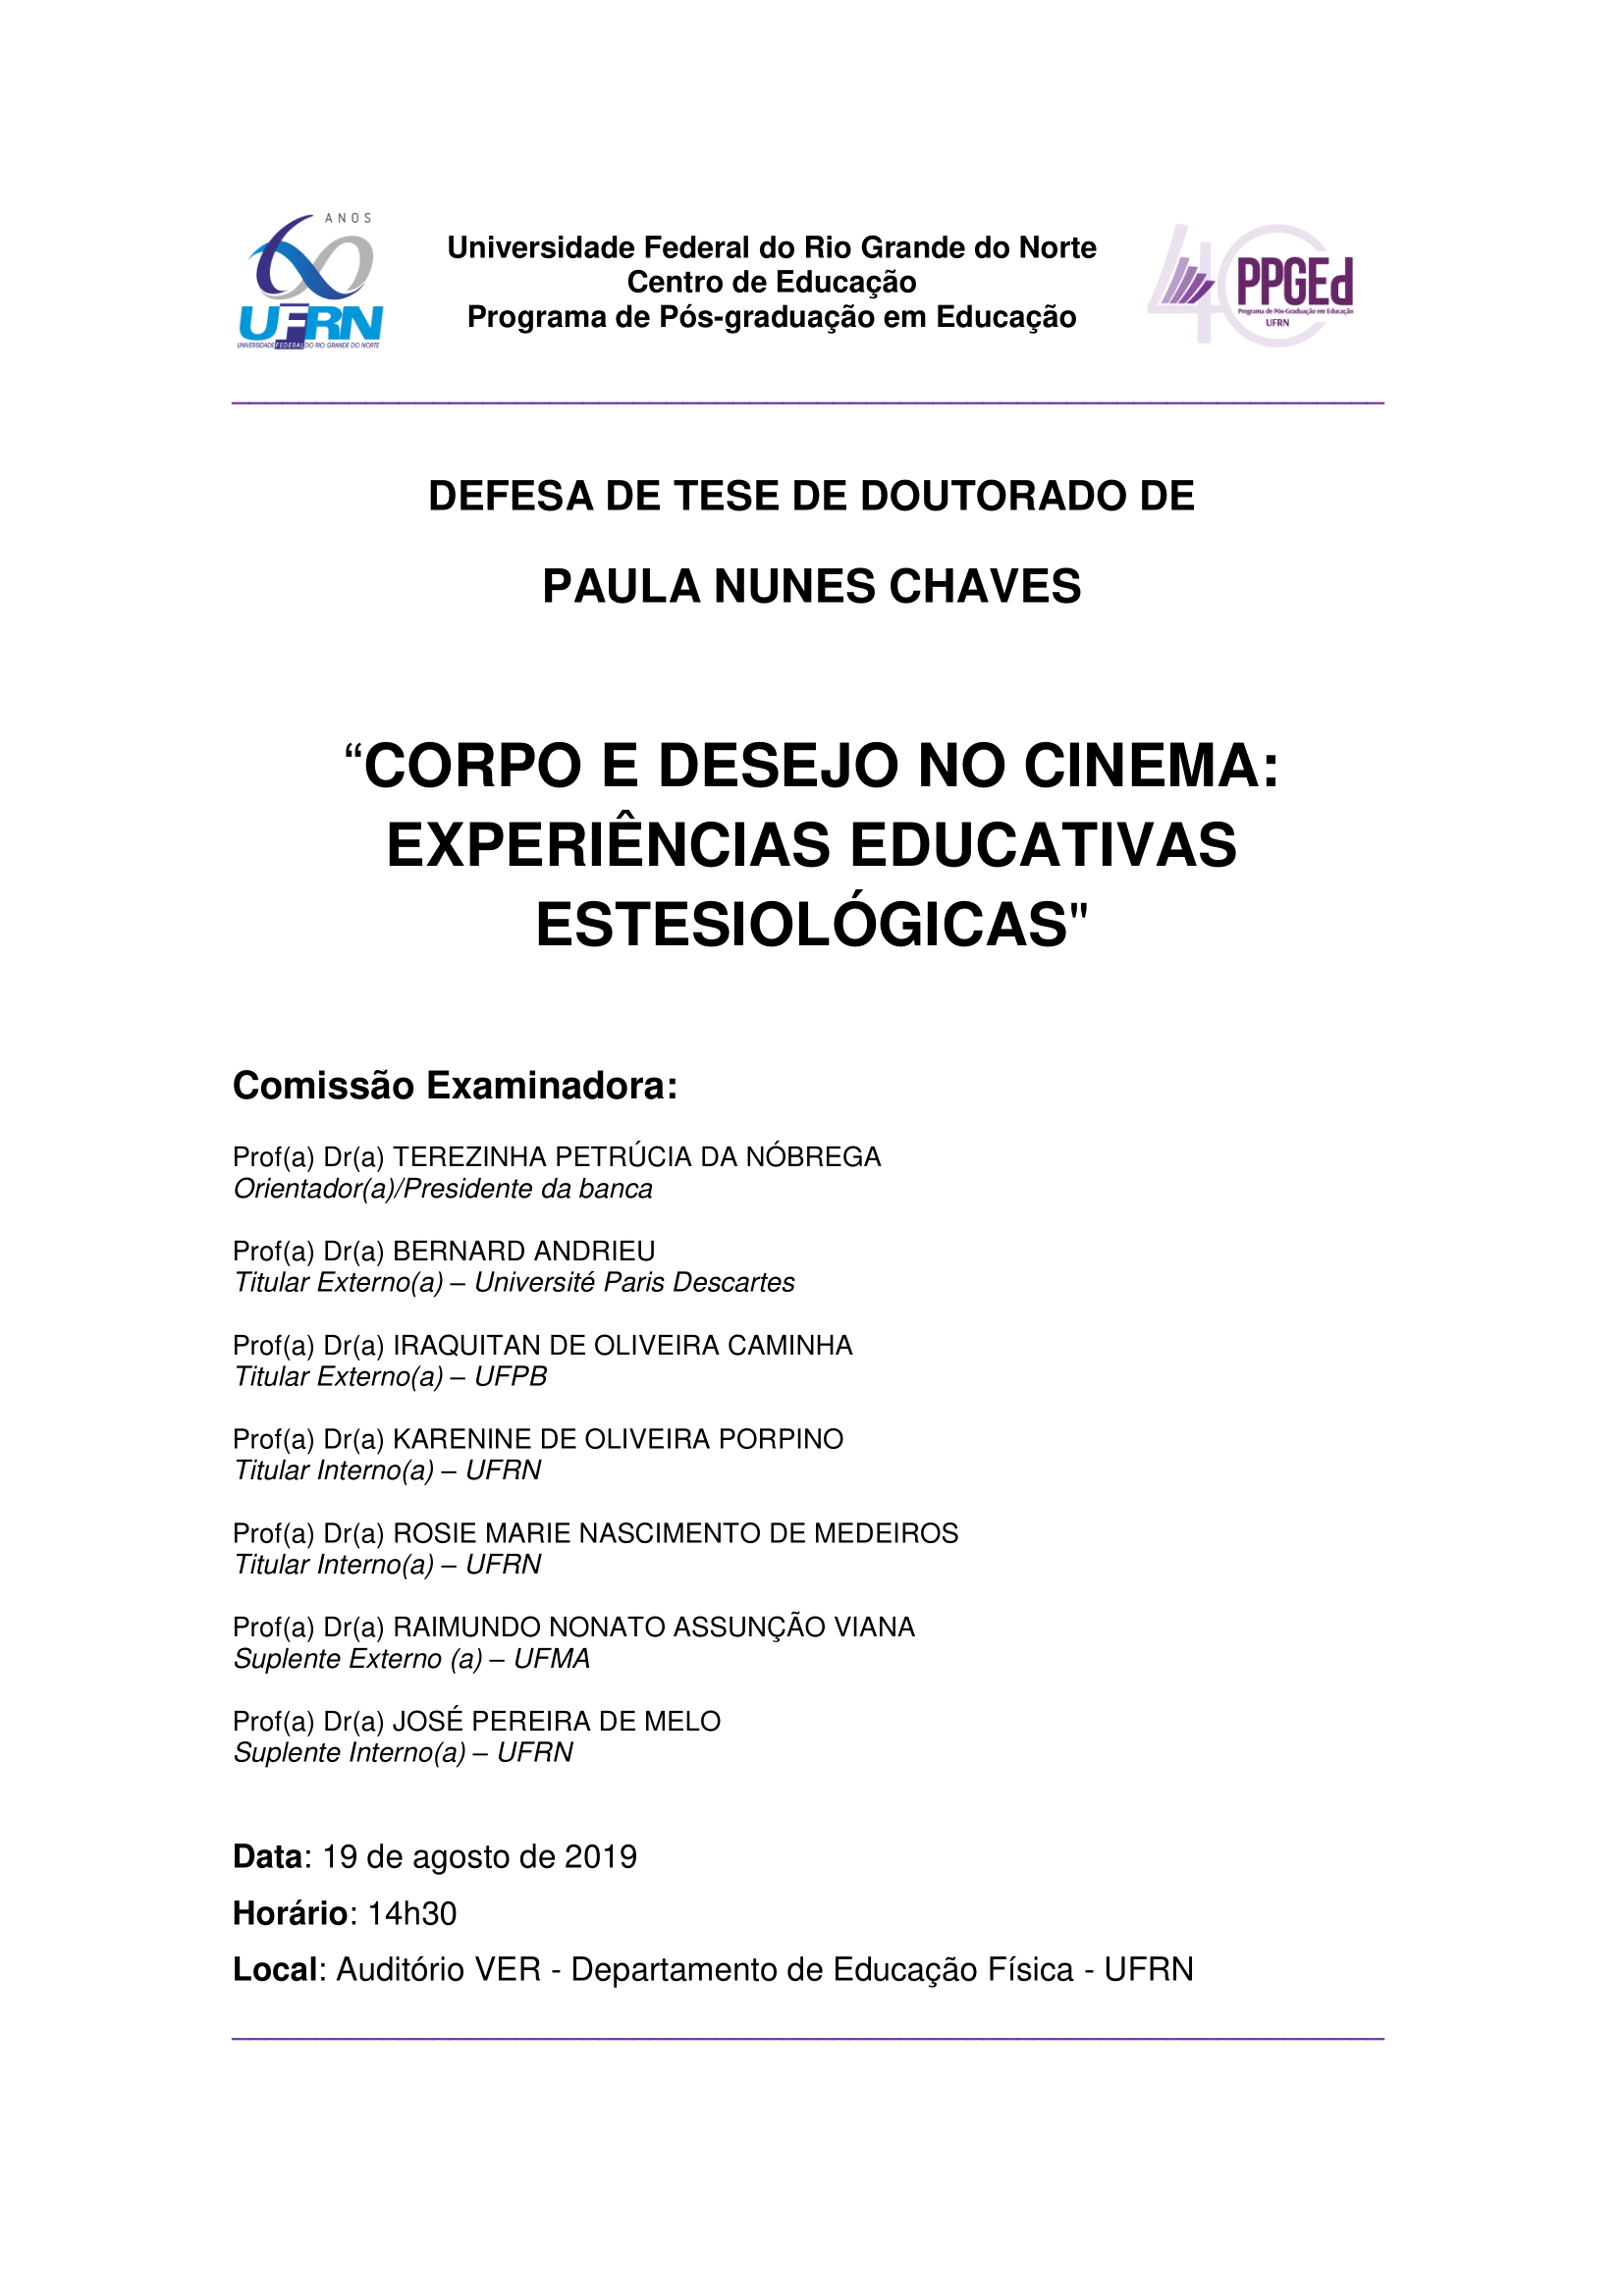 ANOS
60
UFRN
UNIVERSIDADE FEDERAL DO RIO GRANDE DO NORTE
Universidade Federal do Rio Grande do Norte
Centro de Educação
Programa de Pós-graduação em Educação
40
PPGEd
Programa de Pós-Graduação em Educação
UFRN
DEFESA DE TESE DE DOUTORADO DE
PAULA NUNES CHAVES
“CORPO E DESEJO NO CINEMA:
EXPERIÊNCIAS EDUCATIVAS
ESTESIOLÓGICAS"
Comissão Examinadora:
Prof(a) Dr(a) TEREZINHA PETRÚCIA DA NÓBREGA
Orientador(a)/Presidente da banca
Prof(a) Dr(a) BERNARD ANDRIEU
Titular Externo(a) – Université Paris Descartes
Prof(a) Dr(a) IRAQUITAN DE OLIVEIRA CAMINHA
Titular Externo(a) – UFPB
Prof(a) Dr(a) KARENINE DE OLIVEIRA PORPINO
Titular Interno(a) – UFRN
Prof(a) Dr(a) ROSIE MARIE NASCIMENTO DE MEDEIROS
Titular Interno(a) – UFRN
Prof(a) Dr(a) RAIMUNDO NONATO ASSUNÇÃO VIANA
Suplente Externo (a) – UFMA
Prof(a) Dr(a) JOSÉ PEREIRA DE MELO
Suplente Interno(a) – UFRN
Data: 19 de agosto de 2019
Horário: 14h30
Local: Auditório VER - Departamento de Educação Física - UFRN